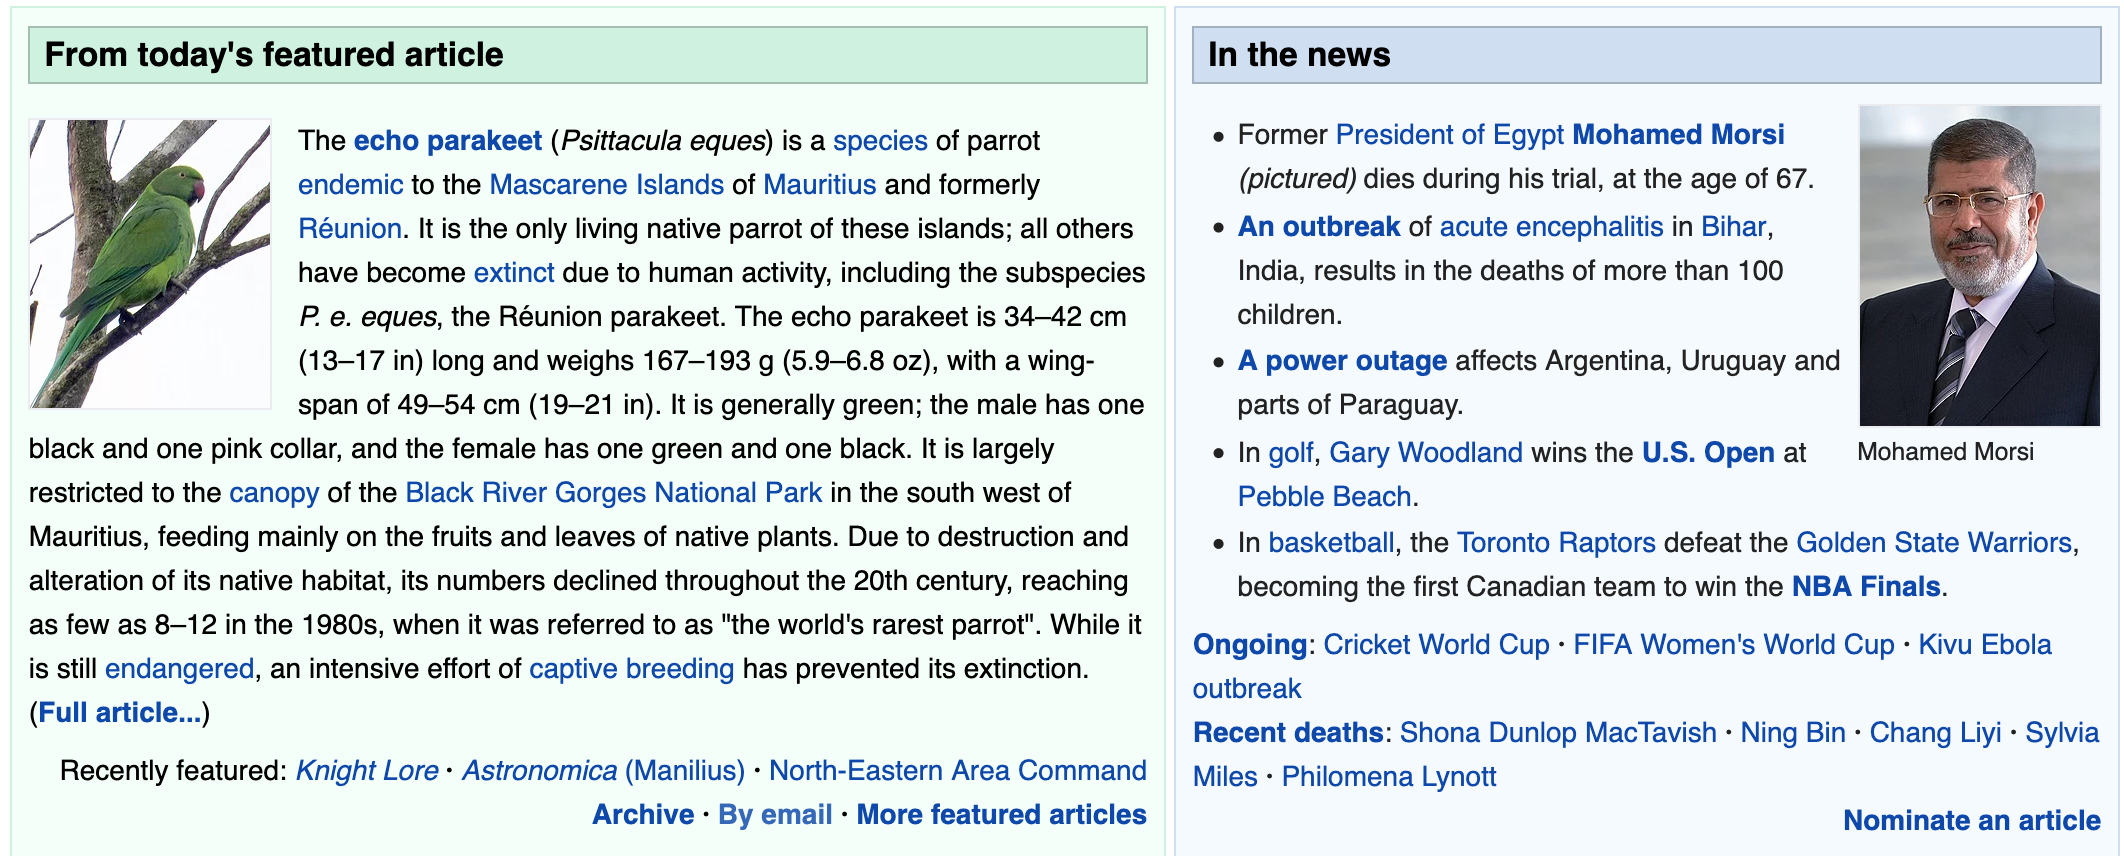 From today's featured article
The echo parakeet (Psittacula eques) is a species of parrot
endemic to the Mascarene Islands of Mauritius and formerly
Réunion. It is the only living native parrot of these islands; all others
have become extinct due to human activity, including the subspecies
P. e. eques, the Réunion parakeet. The echo parakeet is 34–42 cm
(13–17 in) long and weighs 167–193 g (5.9–6.8 oz), with a wing-
span of 49–54 cm (19–21 in). It is generally green; the male has one
black and one pink collar, and the female has one green and one black. It is largely
restricted to the canopy of the Black River Gorges National Park in the south west of
Mauritius, feeding mainly on the fruits and leaves of native plants. Due to destruction and
alteration of its native habitat, its numbers declined throughout the 20th century, reaching
as few as 8–12 in the 1980s, when it was referred to as "the world's rarest parrot". While it
is still endangered, an intensive effort of captive breeding has prevented its extinction.
(Full article...)
Recently featured: Knight Lore · Astronomica (Manilius) · North-Eastern Area Command
Archive · By email · More featured articles
In the news
• Former President of Egypt Mohamed Morsi
(pictured) dies during his trial, at the age of 67.
• An outbreak of acute encephalitis in Bihar,
India, results in the deaths of more than 100
children.
• A power outage affects Argentina, Uruguay and
parts of Paraguay.
• In golf, Gary Woodland wins the U.S. Open at
Pebble Beach.
• In basketball, the Toronto Raptors defeat the Golden State Warriors,
becoming the first Canadian team to win the NBA Finals.
Mohamed Morsi
Ongoing: Cricket World Cup · FIFA Women's World Cup · Kivu Ebola
outbreak
Recent deaths: Shona Dunlop MacTavish · Ning Bin · Chang Liyi · Sylvia
Miles · Philomena Lynott
Nominate an article